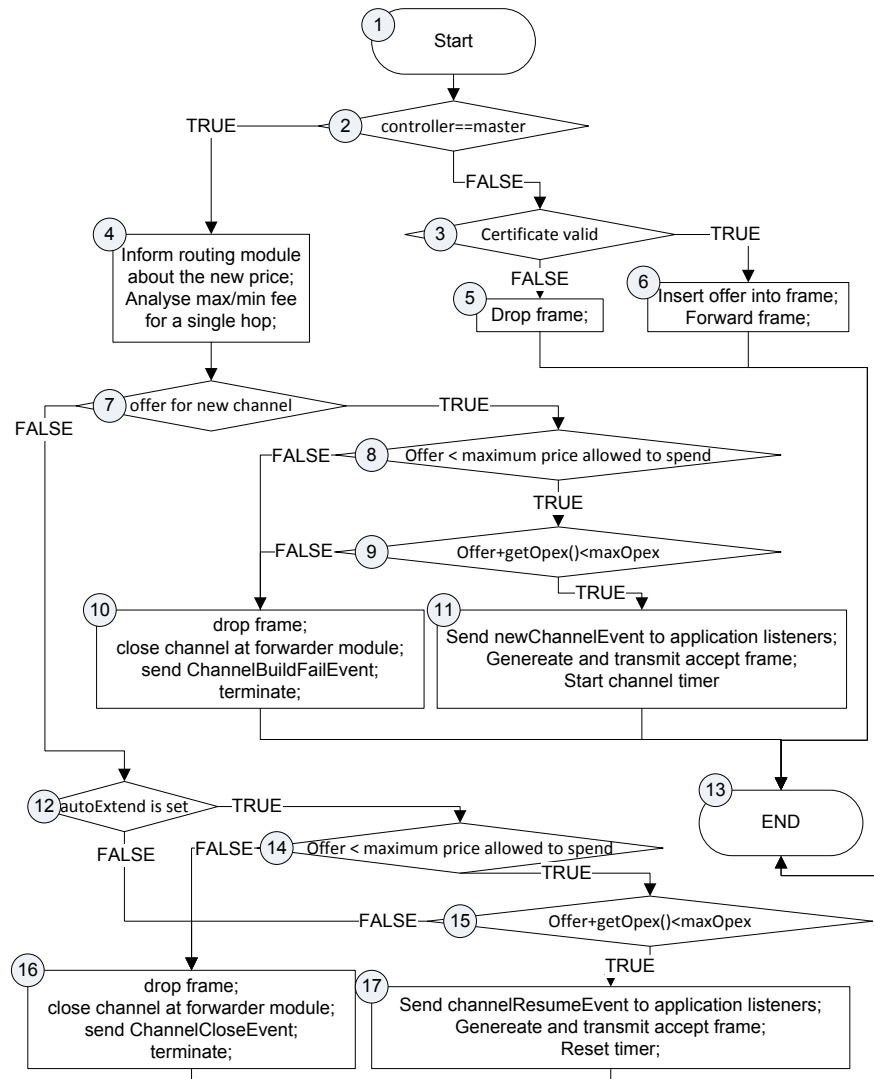 1
Start
2
controller==master
TRUE
FALSE
3
Certificate valid
TRUE
FALSE
4
Inform routing module
about the new price;
Analyse max/min fee
for a single hop;
5
Drop frame;
6
Insert offer into frame;
Forward frame;
7
offer for new channel
TRUE
FALSE
8
Offer < maximum price allowed to spend
FALSE
TRUE
9
Offer+getOpex()<maxOpex
FALSE
TRUE
10
drop frame;
close channel at forwarder module;
send ChannelBuildFailEvent;
terminate;
11
Send newChannelEvent to application listeners;
Genereate and transmit accept frame;
Start channel timer
12
autoExtend is set
TRUE
FALSE
13
END
14
Offer < maximum price allowed to spend
FALSE
TRUE
15
Offer+getOpex()<maxOpex
FALSE
TRUE
16
drop frame;
close channel at forwarder module;
send ChannelCloseEvent;
terminate;
17
Send channelResumeEvent to application listeners;
Genereate and transmit accept frame;
Reset timer;